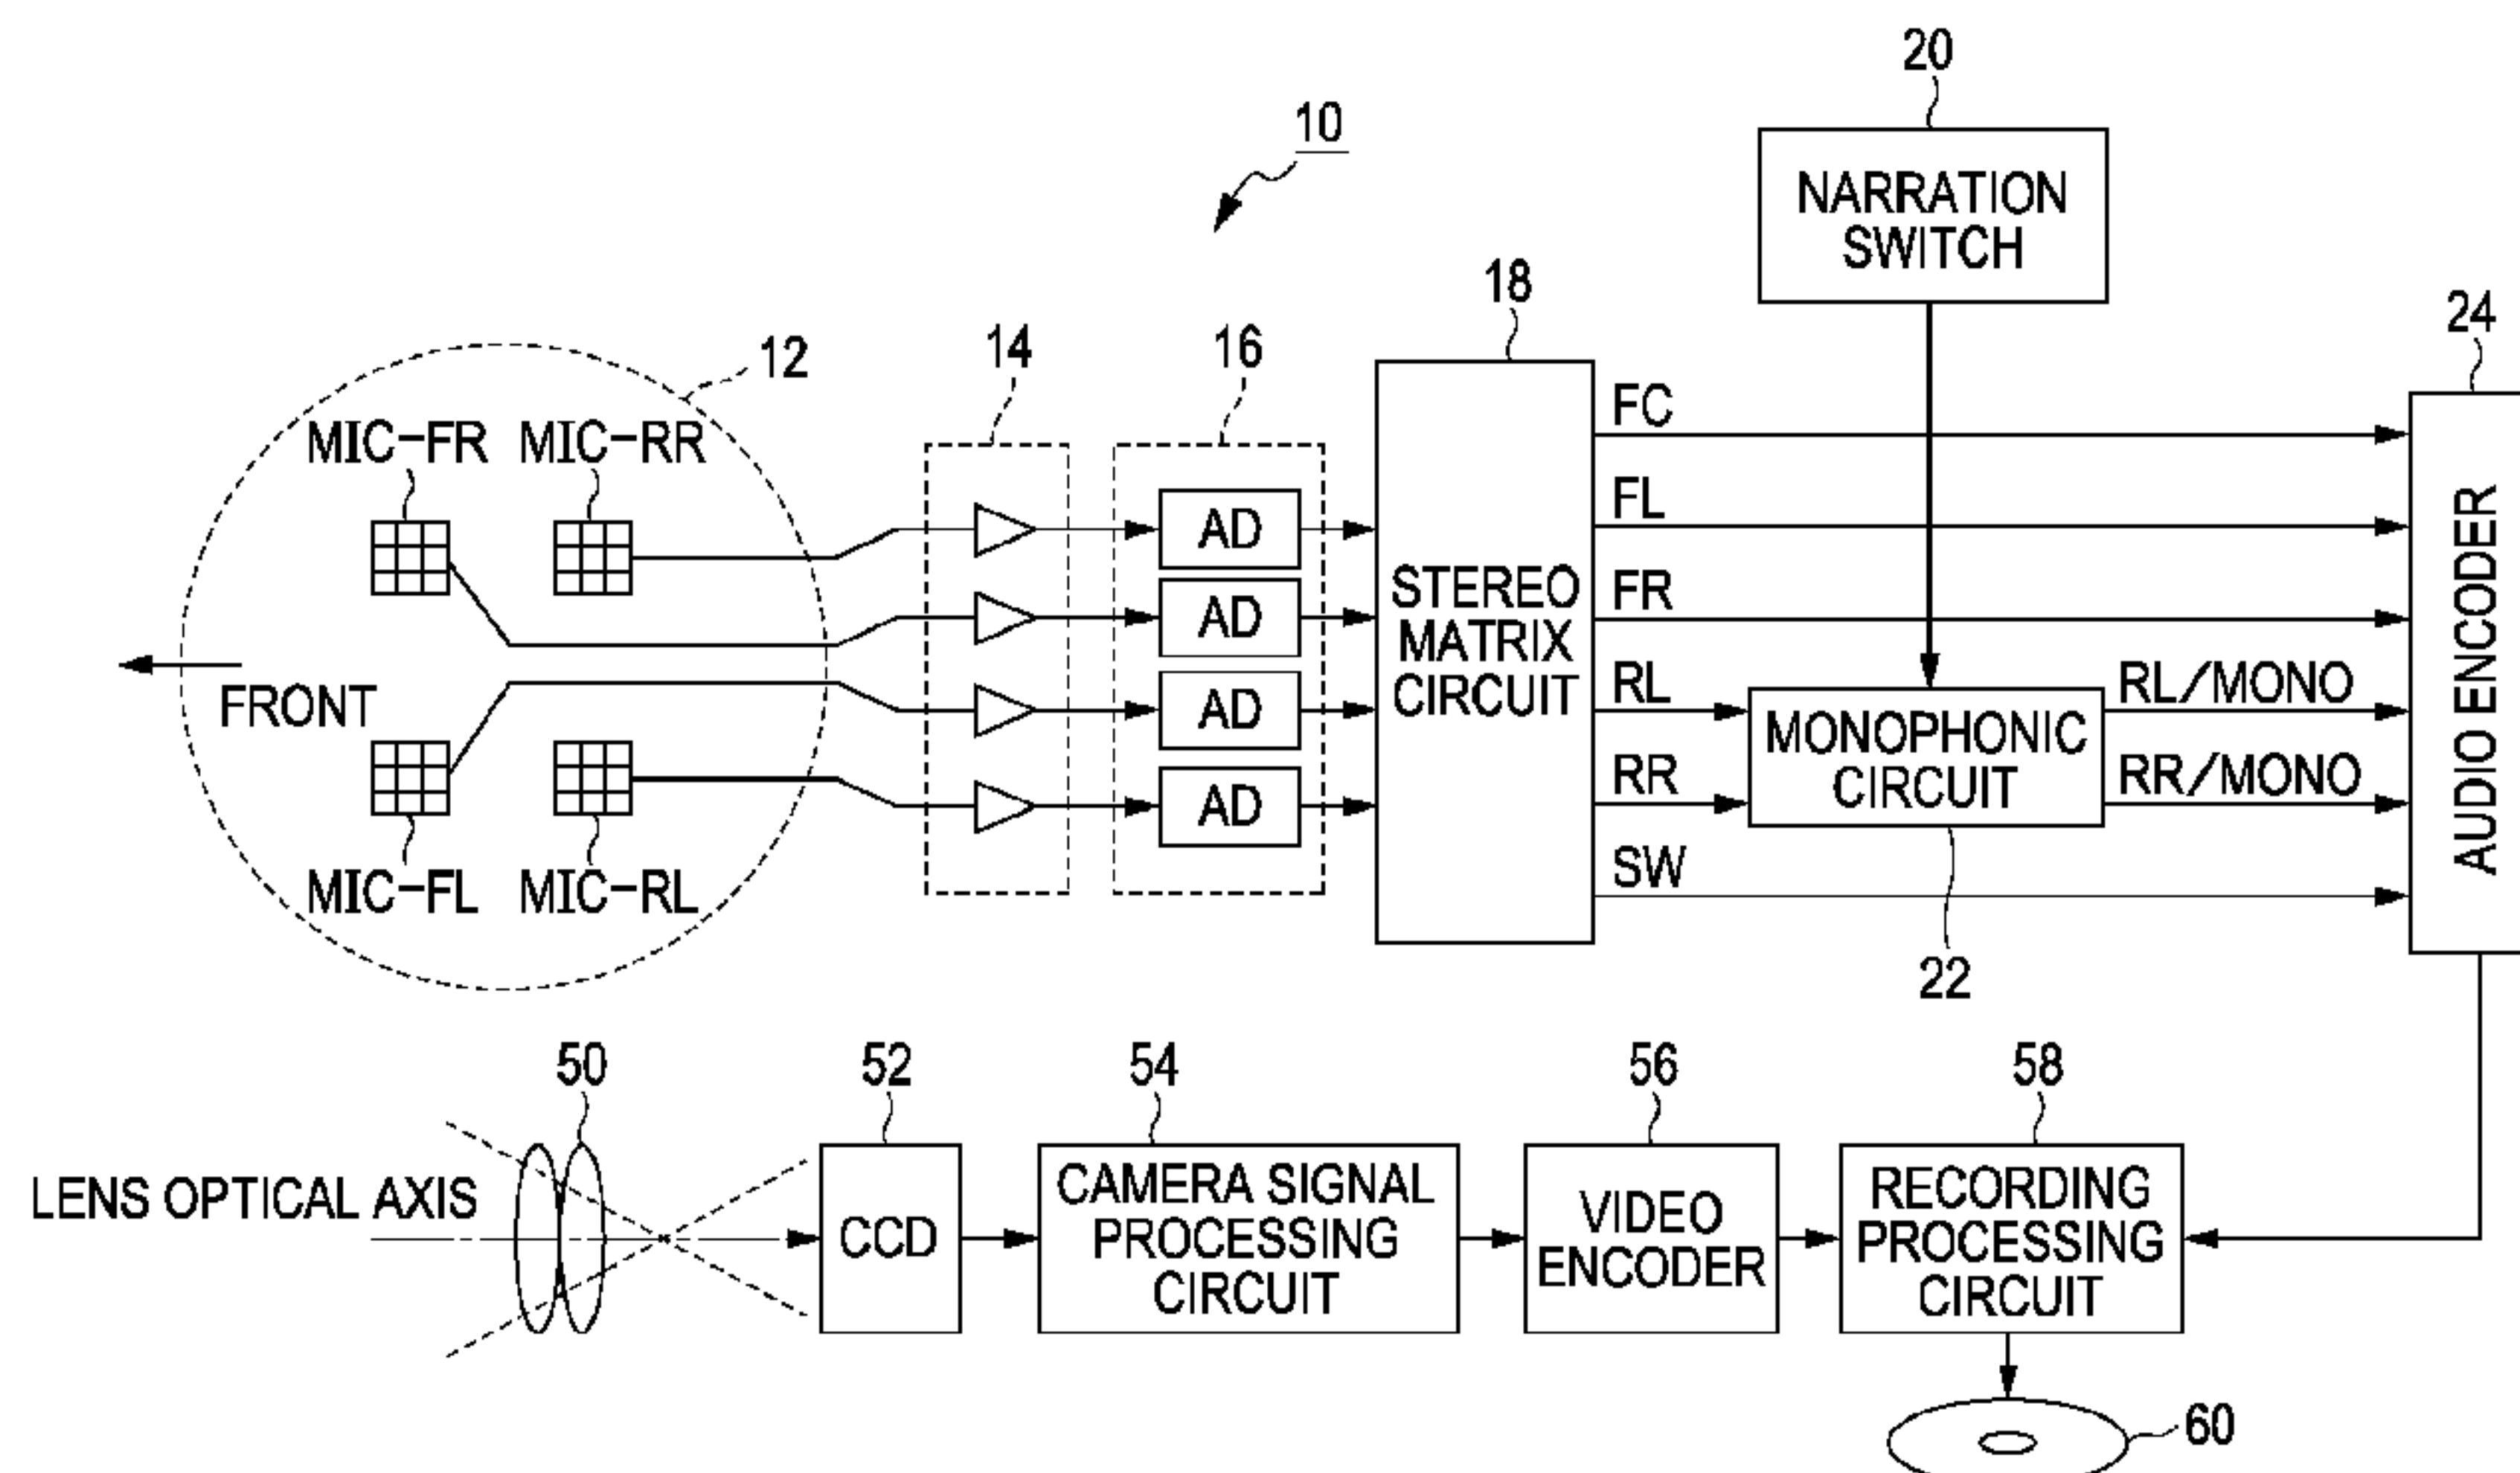 20
10
NARRATION
SWITCH
18
24
12
14
16
MIC-FR MIC-RR
FC
FL
AD
FR
AD
STEREO
MATRIX
CIRCUIT
AUDIO ENCODER
FRONT
AD
RL
RL/MONO
MONOPHONIC
CIRCUIT
AD
RR
RR/MONO
MIC-FL MIC-RL
SW
22
50
52
54
56
58
LENS OPTICAL AXIS
CCD
CAMERA SIGNAL
PROCESSING
CIRCUIT
VIDEO
ENCODER
RECORDING
PROCESSING
CIRCUIT
60